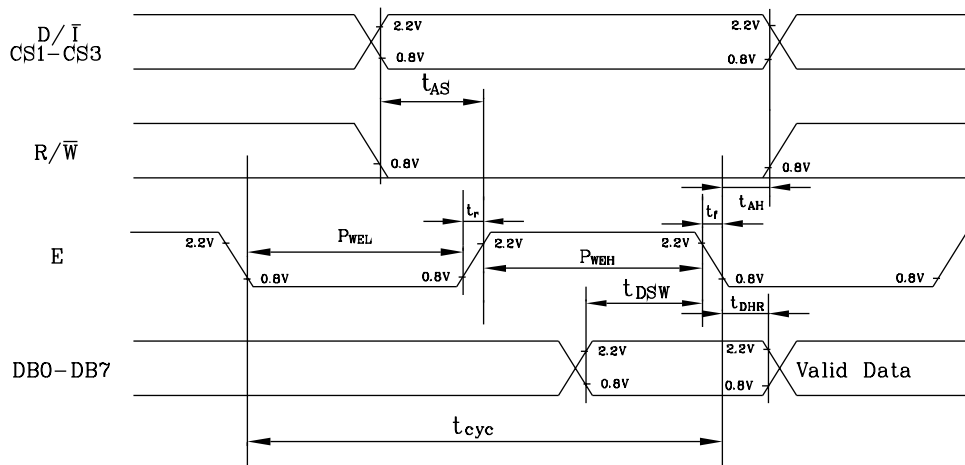 D/I̅
CS1-CS3
2.2V
0.8V
2.2V
0.8V
tAS
R/W̅
0.8V
0.8V
tAH
tr
tf
E
2.2V
0.8V
PWEL
0.8V
2.2V
PWEH
2.2V
0.8V
0.8V
tDSW
tDHR
DB0-DB7
2.2V
0.8V
2.2V
0.8V
Valid Data
tcyc